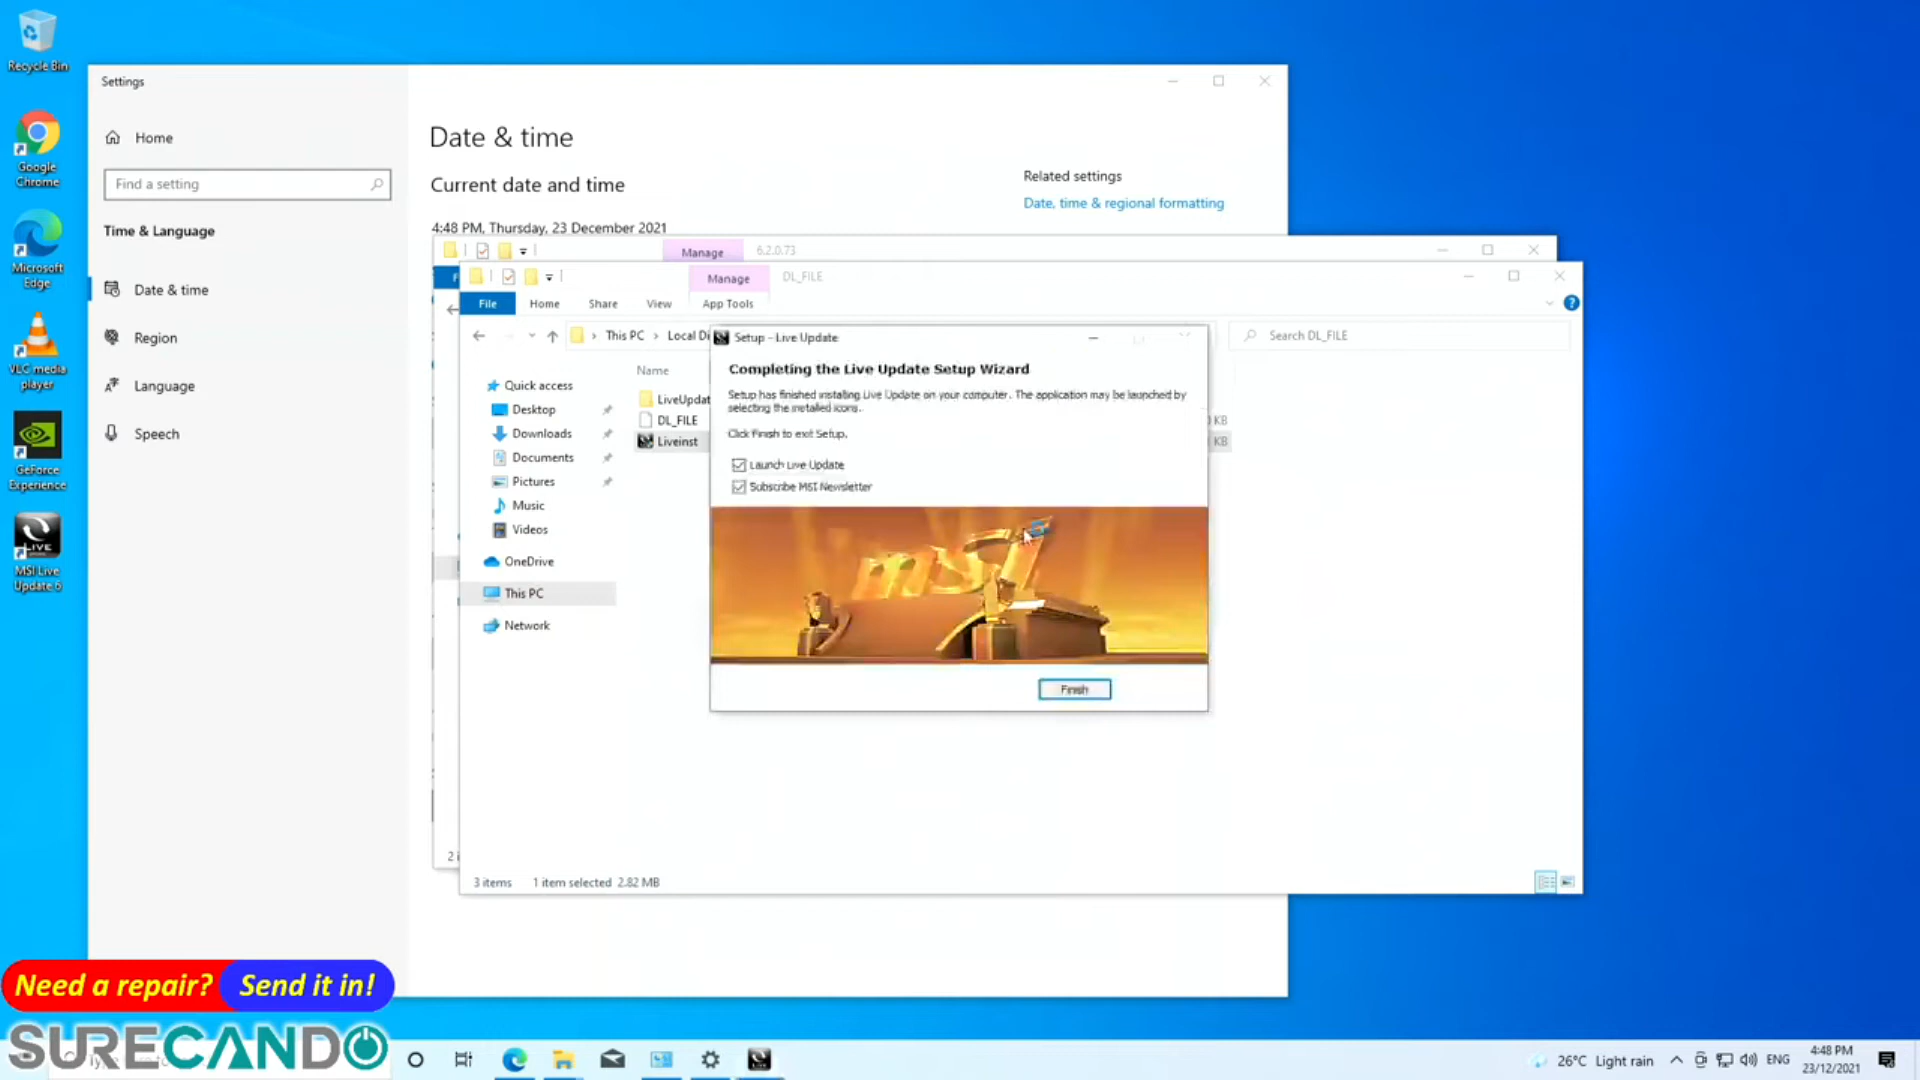 Recycle Bin
Google
Chrome
Microsoft
Edge
VLC media
player
GeForce
Experience
LIVE
MSI Live
Update 6
Settings
Home
Find a setting
Time & Language
Date & time
Region
Language
Speech
Date & time
Current date and time
4:48 PM, Thursday, 23 December 2021
Related settings
Date, time & regional formatting
Manage
6.2.0.73
F
2 i
Manage
DL_FILE
File
Home
Share
View
App Tools
This PC
Local Di
Search DL_FILE
Quick access
Desktop
Downloads
Documents
Pictures
Music
Videos
OneDrive
This PC
Network
Name
LiveUpdat
DL_FILE
Liveinst
KB
KB
3 items
1 item selected 2.82 MB
Setup - Live Update
Completing the Live Update Setup Wizard
Setup has finished installing Live Update on your computer. The application may be launched by
selecting the installed icons.
Click Finish to exit Setup.
Launch Live Update
Subscribe MSI Newsletter
msi
Finish
Need a repair? Send it in!
SURECANDO
26°C Light rain
ENG
4:48 PM
23/12/2021